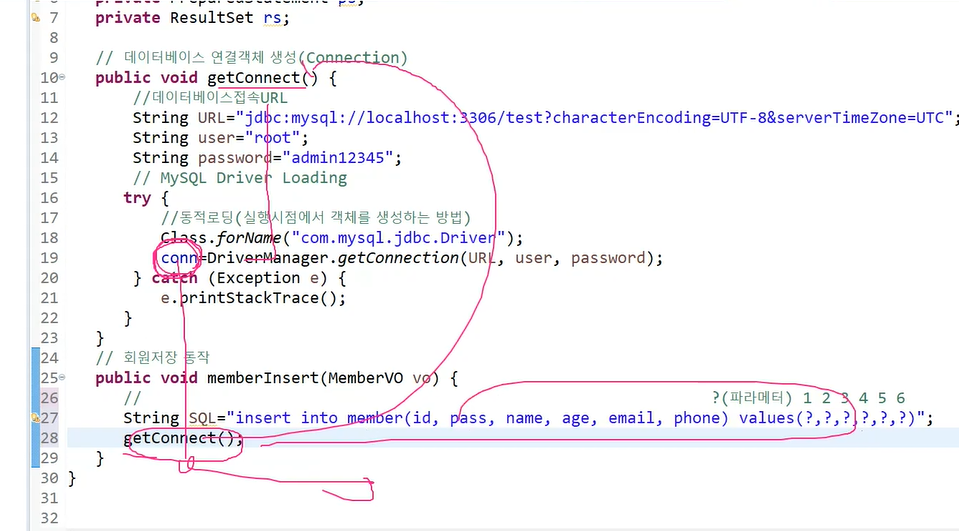 6 private PreparedStatement ps;
7 private ResultSet rs;
8
9 // 데이터베이스 연결객체 생성(Connection)
10 public void getConnect() {
11 //데이터베이스접속URL
12 String URL="jdbc:mysql://localhost:3306/test?characterEncoding=UTF-8&serverTimeZone=UTC";
13 String user="root";
14 String password="admin12345";
15 // MySQL Driver Loading
16 try {
17 //동적로딩(실행시점에서 객체를 생성하는 방법)
18 Class.forName("com.mysql.jdbc.Driver");
19 conn=DriverManager.getConnection(URL, user, password);
20 } catch (Exception e) {
21 e.printStackTrace();
22 }
23 }
24 // 회원저장 동작
25 public void memberInsert(MemberVO vo) {
26 // ?(파라메터) 1 2 3 4 5 6
27 String SQL="insert into member(id, pass, name, age, email, phone) values(?,?,?,?,?,?)";
28 getConnect();
29 }
30 }
31
32